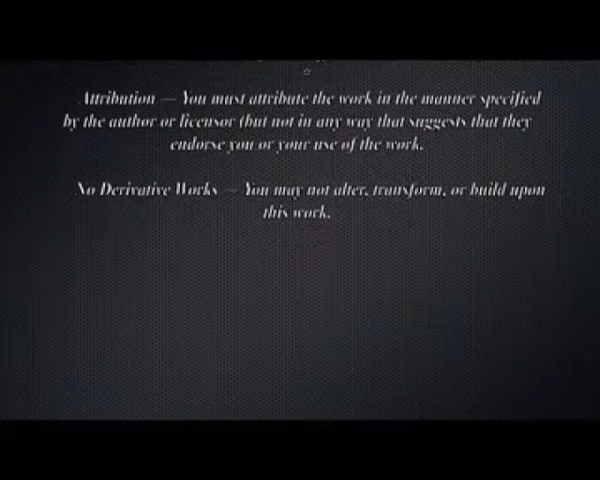 Attribution — You must attribute the work in the manner specified
by the author or licensor (but not in any way that suggests that they
endorse you or your use of the work.
No Derivative Works — You may not alter, transform, or build upon
this work.